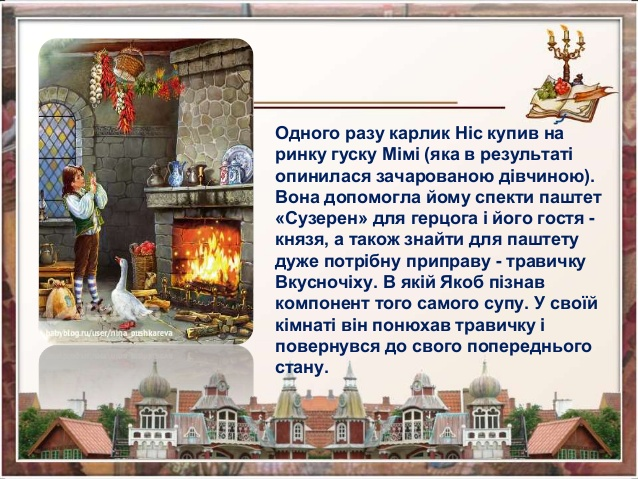 Одного разу карлик Ніс купив на
ринку гуску Мімі (яка в результаті
опинилася зачарованою дівчиною).
Вона допомогла йому спекти паштет
«Сузерен» для герцога і його гостя -
князя, а також знайти для паштету
дуже потрібну приправу - травичку
Вкусночіху. В якій Якоб пізнав
компонент того самого супу. У своїй
кімнаті він понюхав травичку і
повернувся до свого попереднього
стану.
babyblog.ru/user/nina_pushkareva